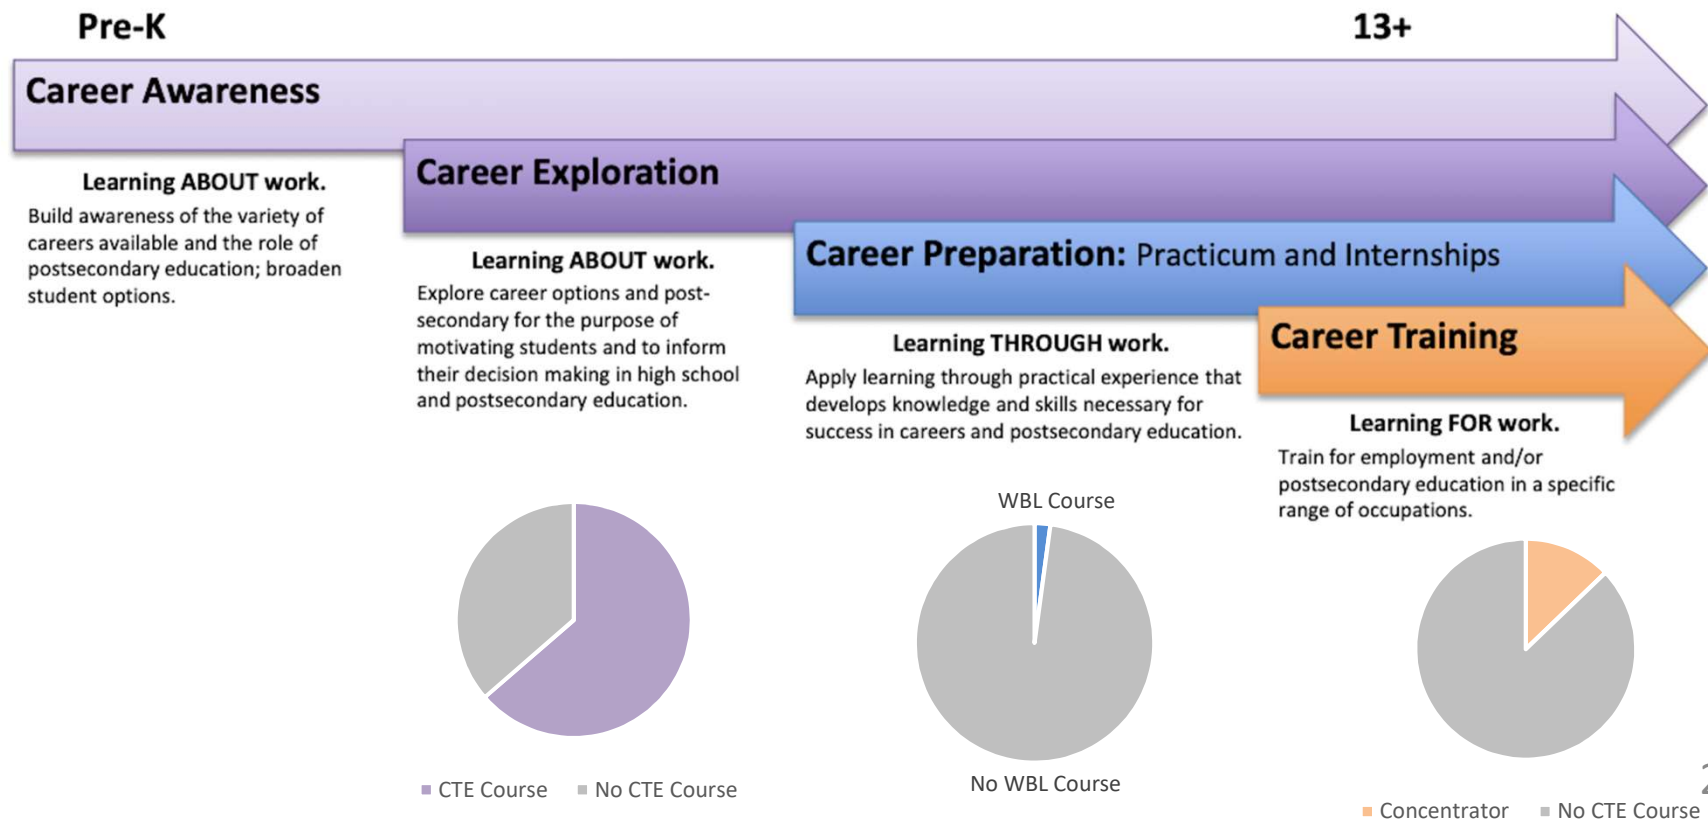 Pre-K
13+
Career Awareness
Learning ABOUT work.
Build awareness of the variety of
careers available and the role of
postsecondary education; broaden
student options.
Career Exploration
Learning ABOUT work.
Explore career options and post-
secondary for the purpose of
motivating students and to inform
their decision making in high school
and postsecondary education.
Career Preparation: Practicum and Internships
Learning THROUGH work.
Apply learning through practical experience that
develops knowledge and skills necessary for
success in careers and postsecondary education.
Career Training
Learning FOR work.
Train for employment and/or
postsecondary education in a specific
range of occupations.
CTE Course
No CTE Course
WBL Course
No WBL Course
Concentrator
No CTE Course